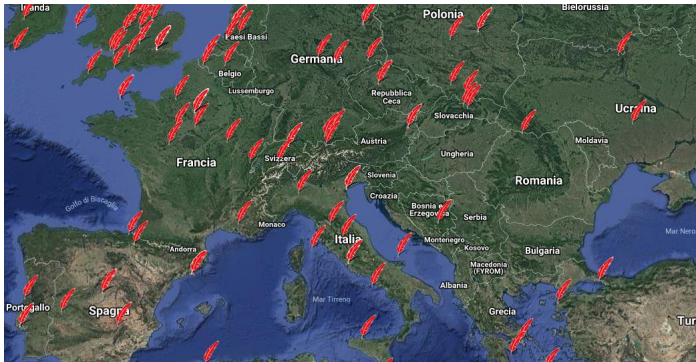 Irlanda
Bielorussia
Polonia
Paesi Bassi
Germania
Belgio
Lussemburgo
Repubblica
Ceca
Ucraina
Slovacchia
Moldavia
Austria
Ungheria
Francia
Svizzera
Slovenia
Romania
Croazia
Golfo di Biscaglia
Bosnia e
Erzegovina
Serbia
Monaco
Mar Nero
Italia
Montenegro
Kosovo
Bulgaria
Andorra
Macedonia
(FYROM)
Albania
Mar Tirreno
Portogallo
Spagna
Grecia
Tur